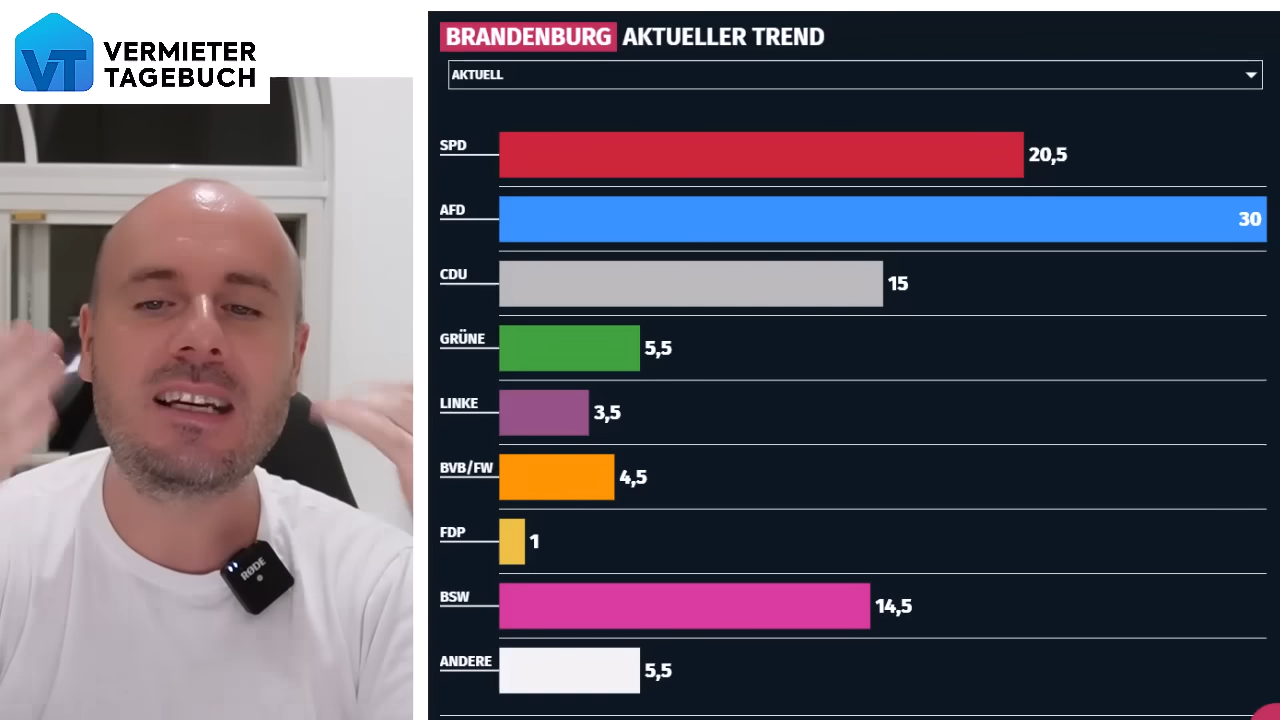 VERMIETER
TAGEBUCH
VT
BRANDENBURG AKTUELLER TREND
AKTUELL
SPD 20,5
AFD 30
CDU 15
GRÜNE 5,5
LINKE 3,5
BVB/FW 4,5
FDP 1
BSW 14,5
ANDERE 5,5
RØDE